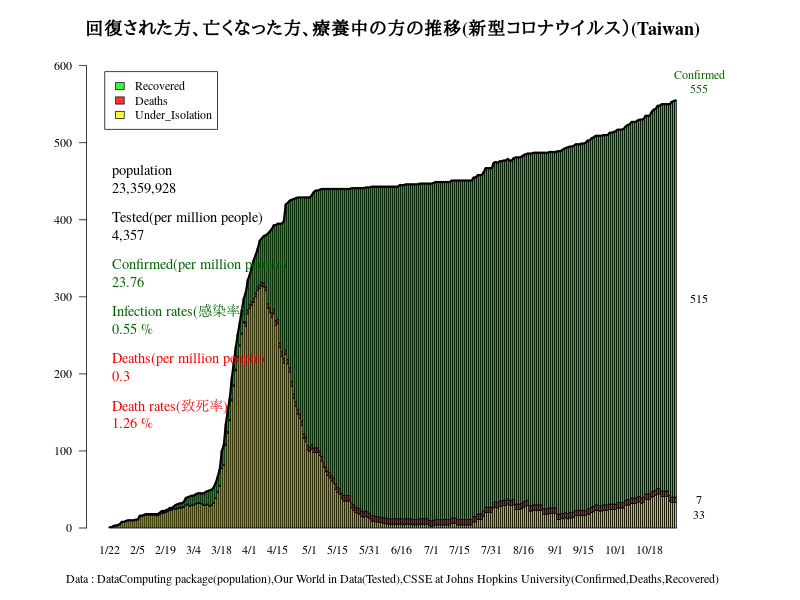 回復された方、亡くなった方、療養中の方の推移(新型コロナウイルス)(Taiwan)
Confirmed
555
600
500
400
300
200
100
0
Recovered
Deaths
Under_Isolation
population
23,359,928
Tested(per million people)
4,357
Confirmed(per million people)
23.76
Infection rates(感染率)
0.55 %
Deaths(per million people)
0.3
Death rates(致死率)
1.26 %
515
7
33
1/22 2/5 2/19 3/4 3/18 4/1 4/15 5/1 5/15 5/31 6/16 7/1 7/15 7/31 8/16 9/1 9/15 10/1 10/18
Data : DataComputing package(population),Our World in Data(Tested),CSSE at Johns Hopkins University(Confirmed,Deaths,Recovered)